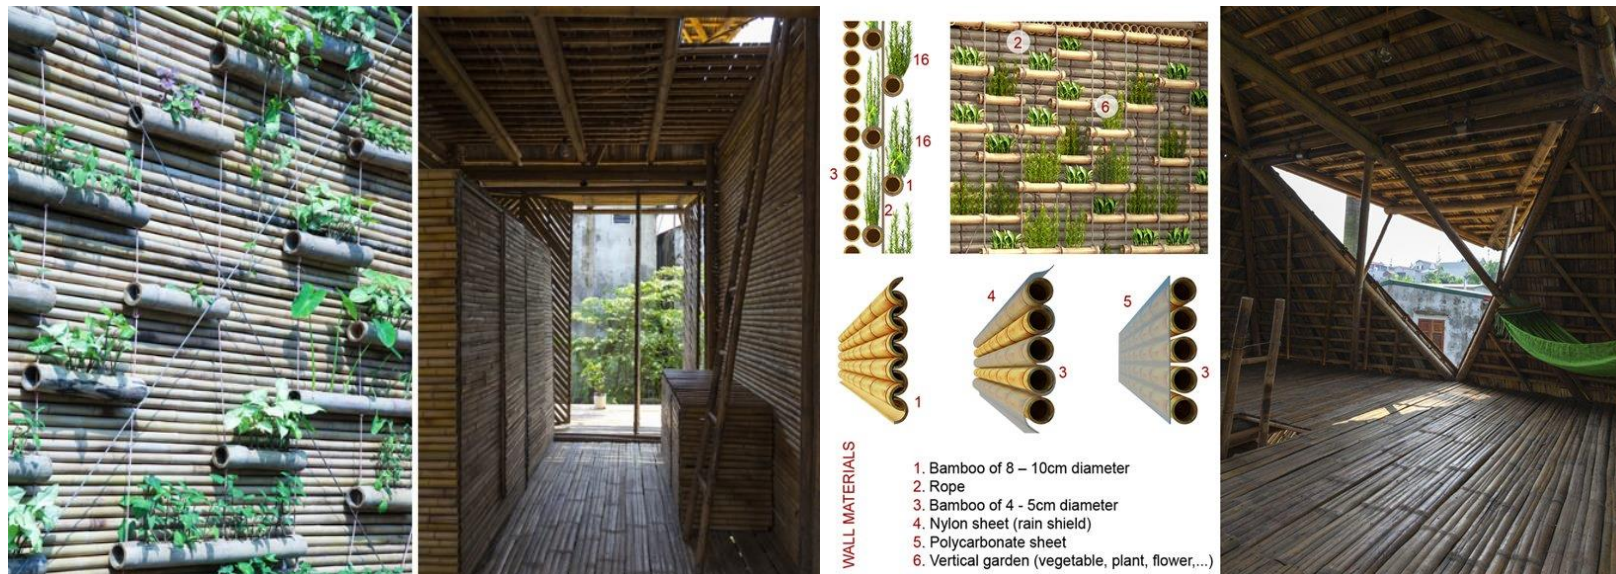 16
2
6
16
3
1
2
4
5
3
3
1
WALL MATERIALS
1. Bamboo of 8 – 10cm diameter
2. Rope
3. Bamboo of 4 - 5cm diameter
4. Nylon sheet (rain shield)
5. Polycarbonate sheet
6. Vertical garden (vegetable, plant, flower,...)